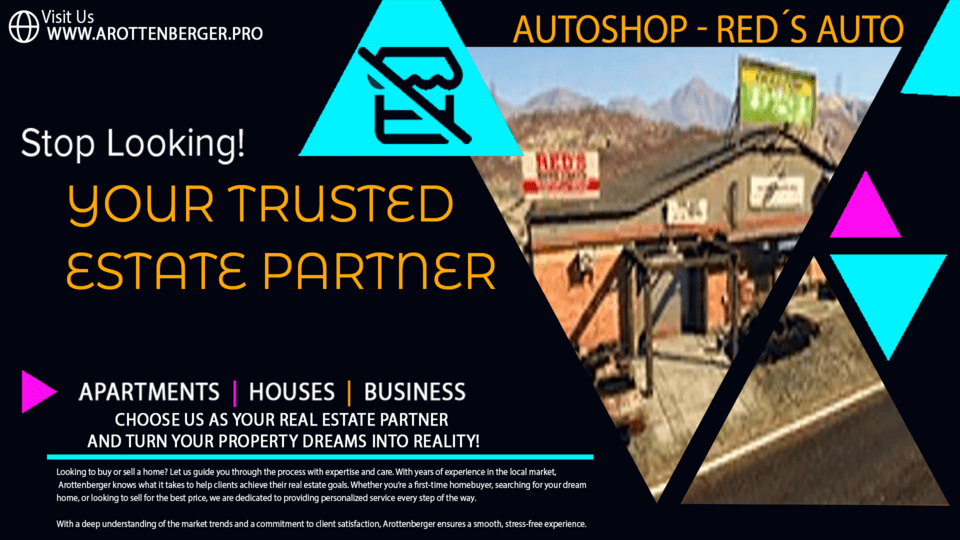 Visit Us
WWW.AROTTENBERGER.PRO
AUTOSHOP - RED´S AUTO
Stop Looking!
YOUR TRUSTED
ESTATE PARTNER
RED'S
APARTMENTS | HOUSES | BUSINESS
CHOOSE US AS YOUR REAL ESTATE PARTNER
AND TURN YOUR PROPERTY DREAMS INTO REALITY!
Looking to buy or sell a home? Let us guide you through the process with expertise and care. With years of experience in the local market,
Arottenberger knows what it takes to help clients achieve their real estate goals. Whether you're a first-time homebuyer, searching for your dream
home, or looking to sell for the best price, we are dedicated to providing personalized service every step of the way.
With a deep understanding of the market trends and a commitment to client satisfaction, Arottenberger ensures a smooth, stress-free experience.